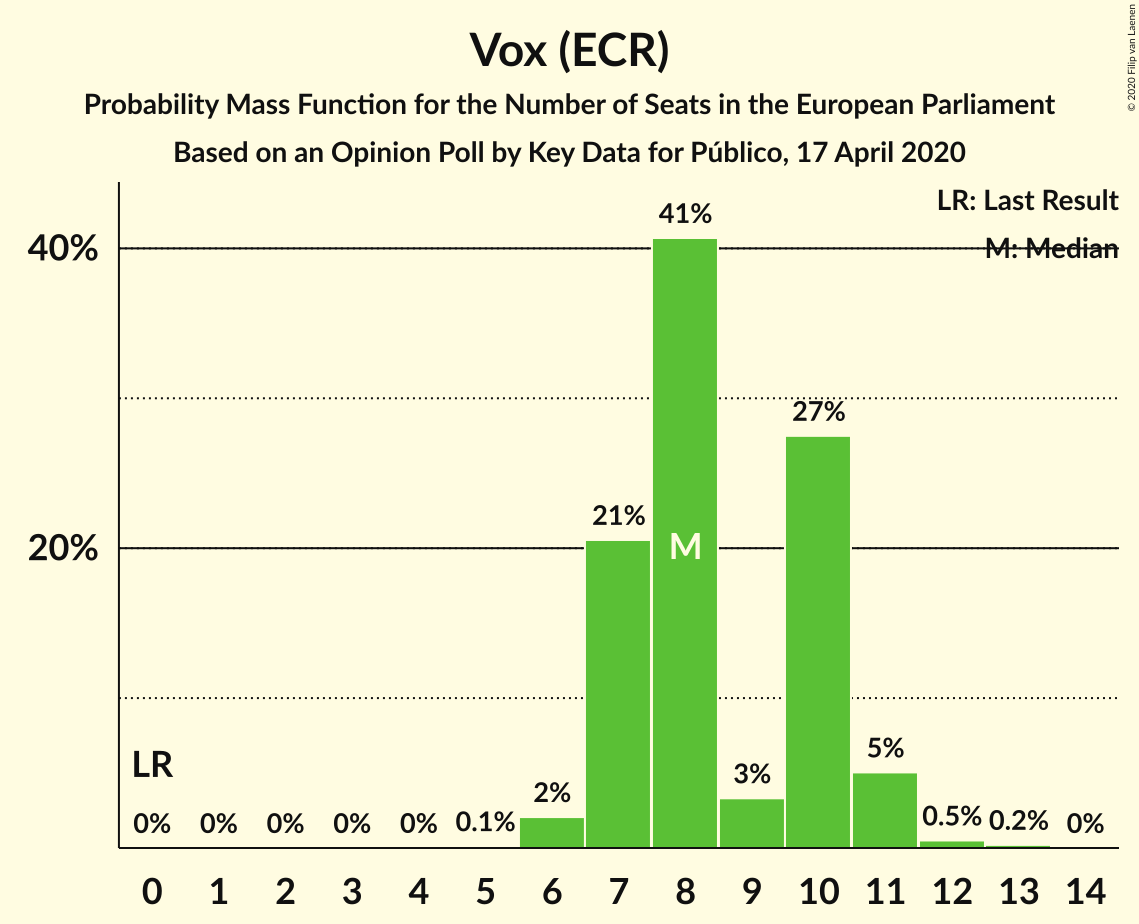 Vox (ECR)
Probability Mass Function for the Number of Seats in the European Parliament
Based on an Opinion Poll by Key Data for Público, 17 April 2020
© 2020 Filip van Laenen
LR: Last Result
M: Median
40%
20%
41%
27%
21%
M
5%
3%
2%
LR
0% 0% 0% 0% 0% 0.1% 0.5% 0.2% 0%
0 1 2 3 4 5 6 7 8 9 10 11 12 13 14